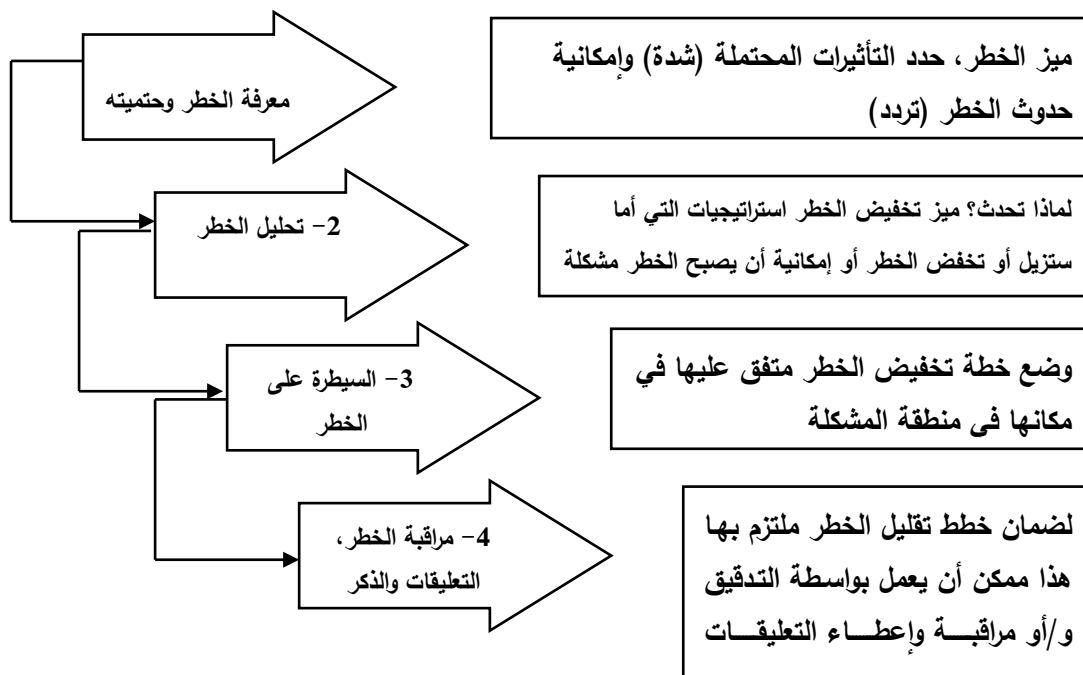 معرفة الخطر وحتميته
ميز الخطر، حدد التأثيرات المحتملة (شدة) وإمكانية
حدوث الخطر (تردد)
2- تحليل الخطر
لماذا تحدث؟ ميز تخفيض الخطر استراتيجيات التي أما
ستزيل أو تخفض الخطر أو إمكانية أن يصبح الخطر مشكلة
3- السيطرة على
الخطر
وضع خطة تخفيض الخطر متفق عليها في
مكانها في منطقة المشكلة
4- مراقبة الخطر،
التعليقات والذكر
لضمان خطط تقليل الخطر ملتزم بها
هذا ممكن أن يعمل بواسطة التدقيق
و/أو مراقبة وإعطاء التعليقات